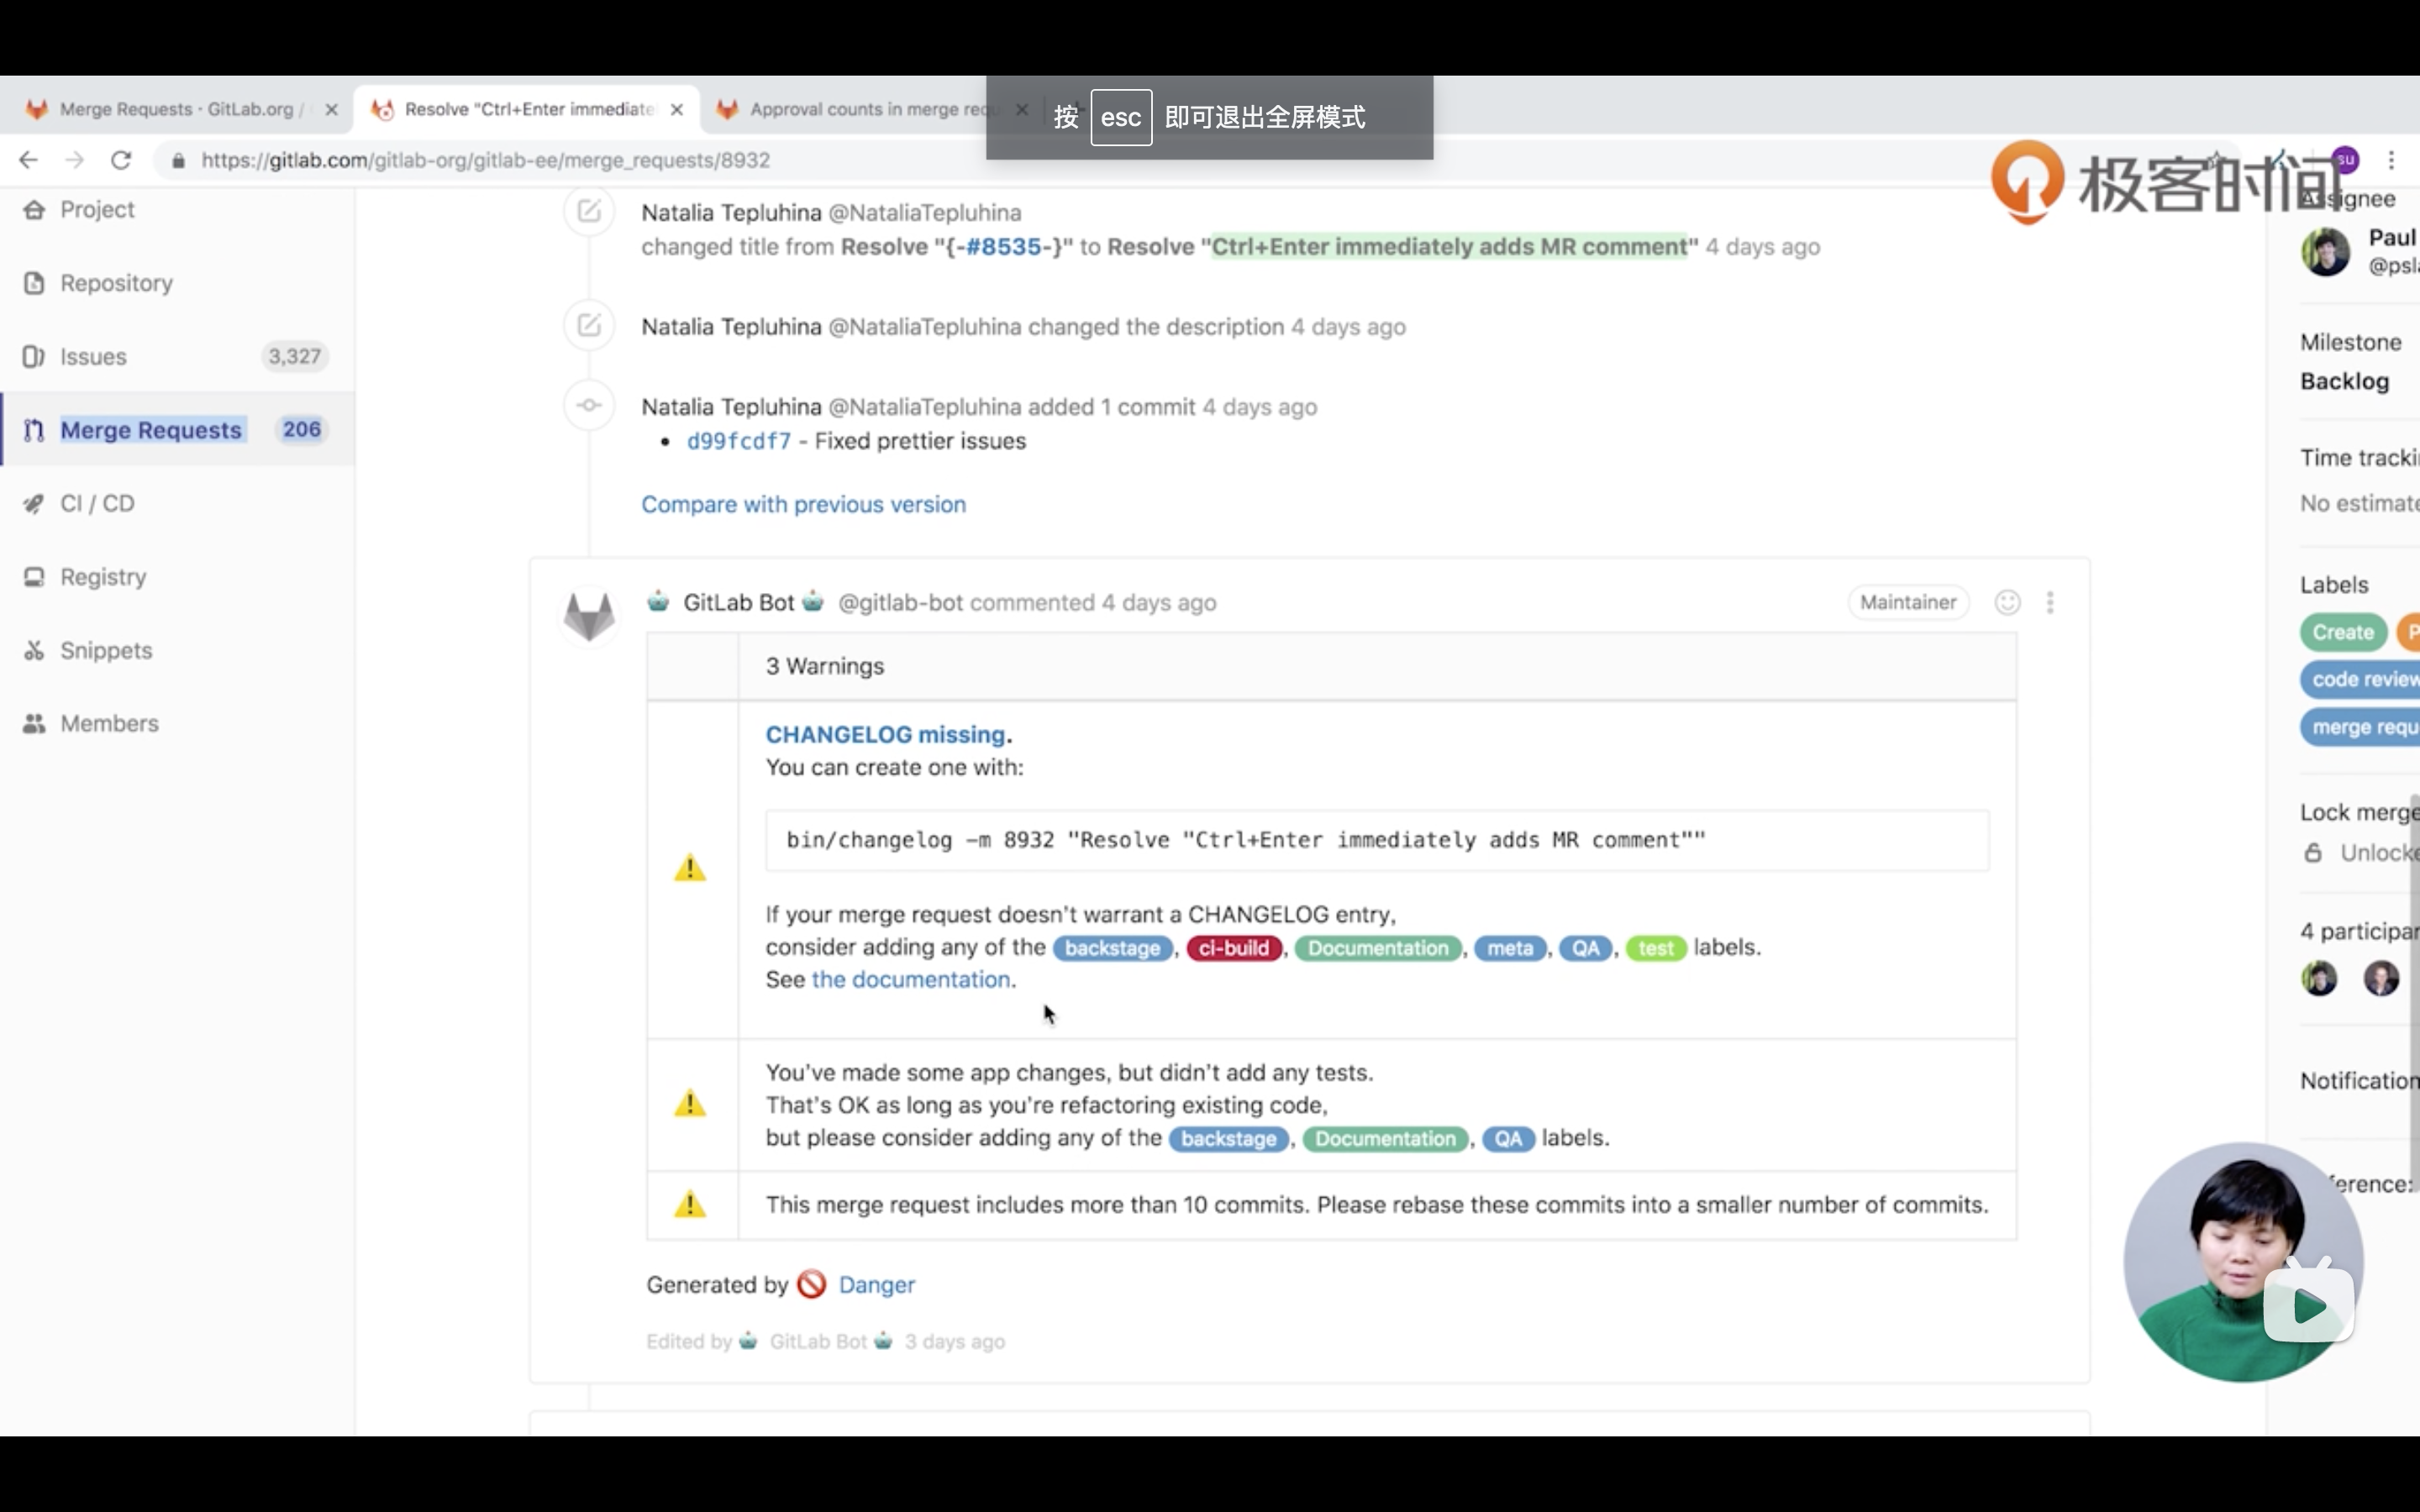 Merge Requests · GitLab.org /
Resolve "Ctrl+Enter immediate
Approval counts in merge requ
按 esc 即可退出全屏模式
https://gitlab.com/gitlab-org/gitlab-ee/merge_requests/8932
su
极客时间
Project
Repository
Issues 3,327
Merge Requests 206
CI / CD
Registry
Snippets
Members
Natalia Tepluhina @NataliaTepluhina
changed title from Resolve "{-#8535-}" to Resolve "Ctrl+Enter immediately adds MR comment" 4 days ago
Natalia Tepluhina @NataliaTepluhina changed the description 4 days ago
Natalia Tepluhina @NataliaTepluhina added 1 commit 4 days ago
• d99fcdf7 - Fixed prettier issues
Compare with previous version
GitLab Bot @gitlab-bot commented 4 days ago
Maintainer
3 Warnings
CHANGELOG missing.
You can create one with:
bin/changelog -m 8932 "Resolve "Ctrl+Enter immediately adds MR comment""
If your merge request doesn't warrant a CHANGELOG entry,
consider adding any of the backstage, ci-build, Documentation, meta, QA, test labels.
See the documentation.
You've made some app changes, but didn't add any tests.
That's OK as long as you're refactoring existing code,
but please consider adding any of the backstage, Documentation, QA labels.
This merge request includes more than 10 commits. Please rebase these commits into a smaller number of commits.
Generated by Danger
Edited by GitLab Bot 3 days ago
Assignee
Paul
@psla
Milestone
Backlog
Time tracki
No estimate
Labels
Create P
code review
merge requ
Lock merge
Unlocke
4 participan
Notification
ference: